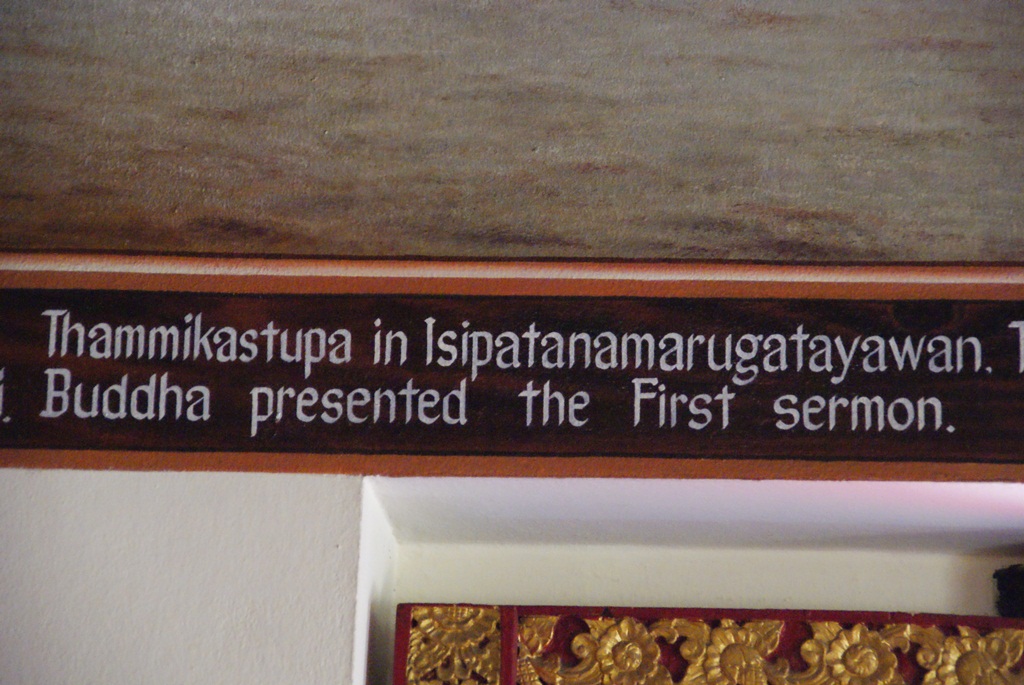 Thammikastupa in Isipatanamarugatayawan.
Buddha presented the First sermon.